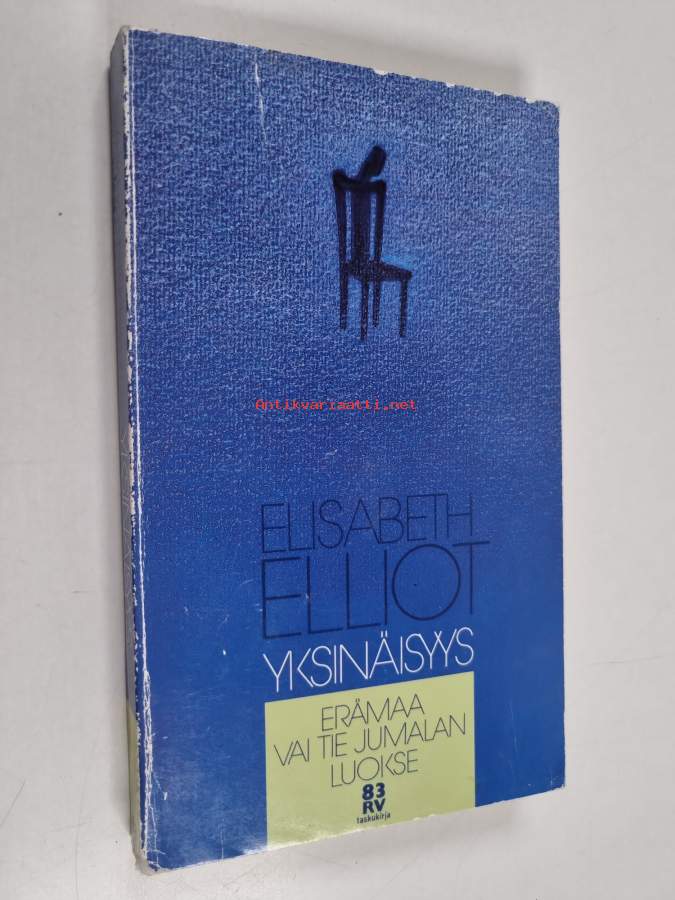 Antikvariaatti.net
ELISABETH
ELLIOT
YKSINÄISYYS
ERÄMAA
VAI TIE JUMALAN
LUOKSE
83
RV
taskukirja